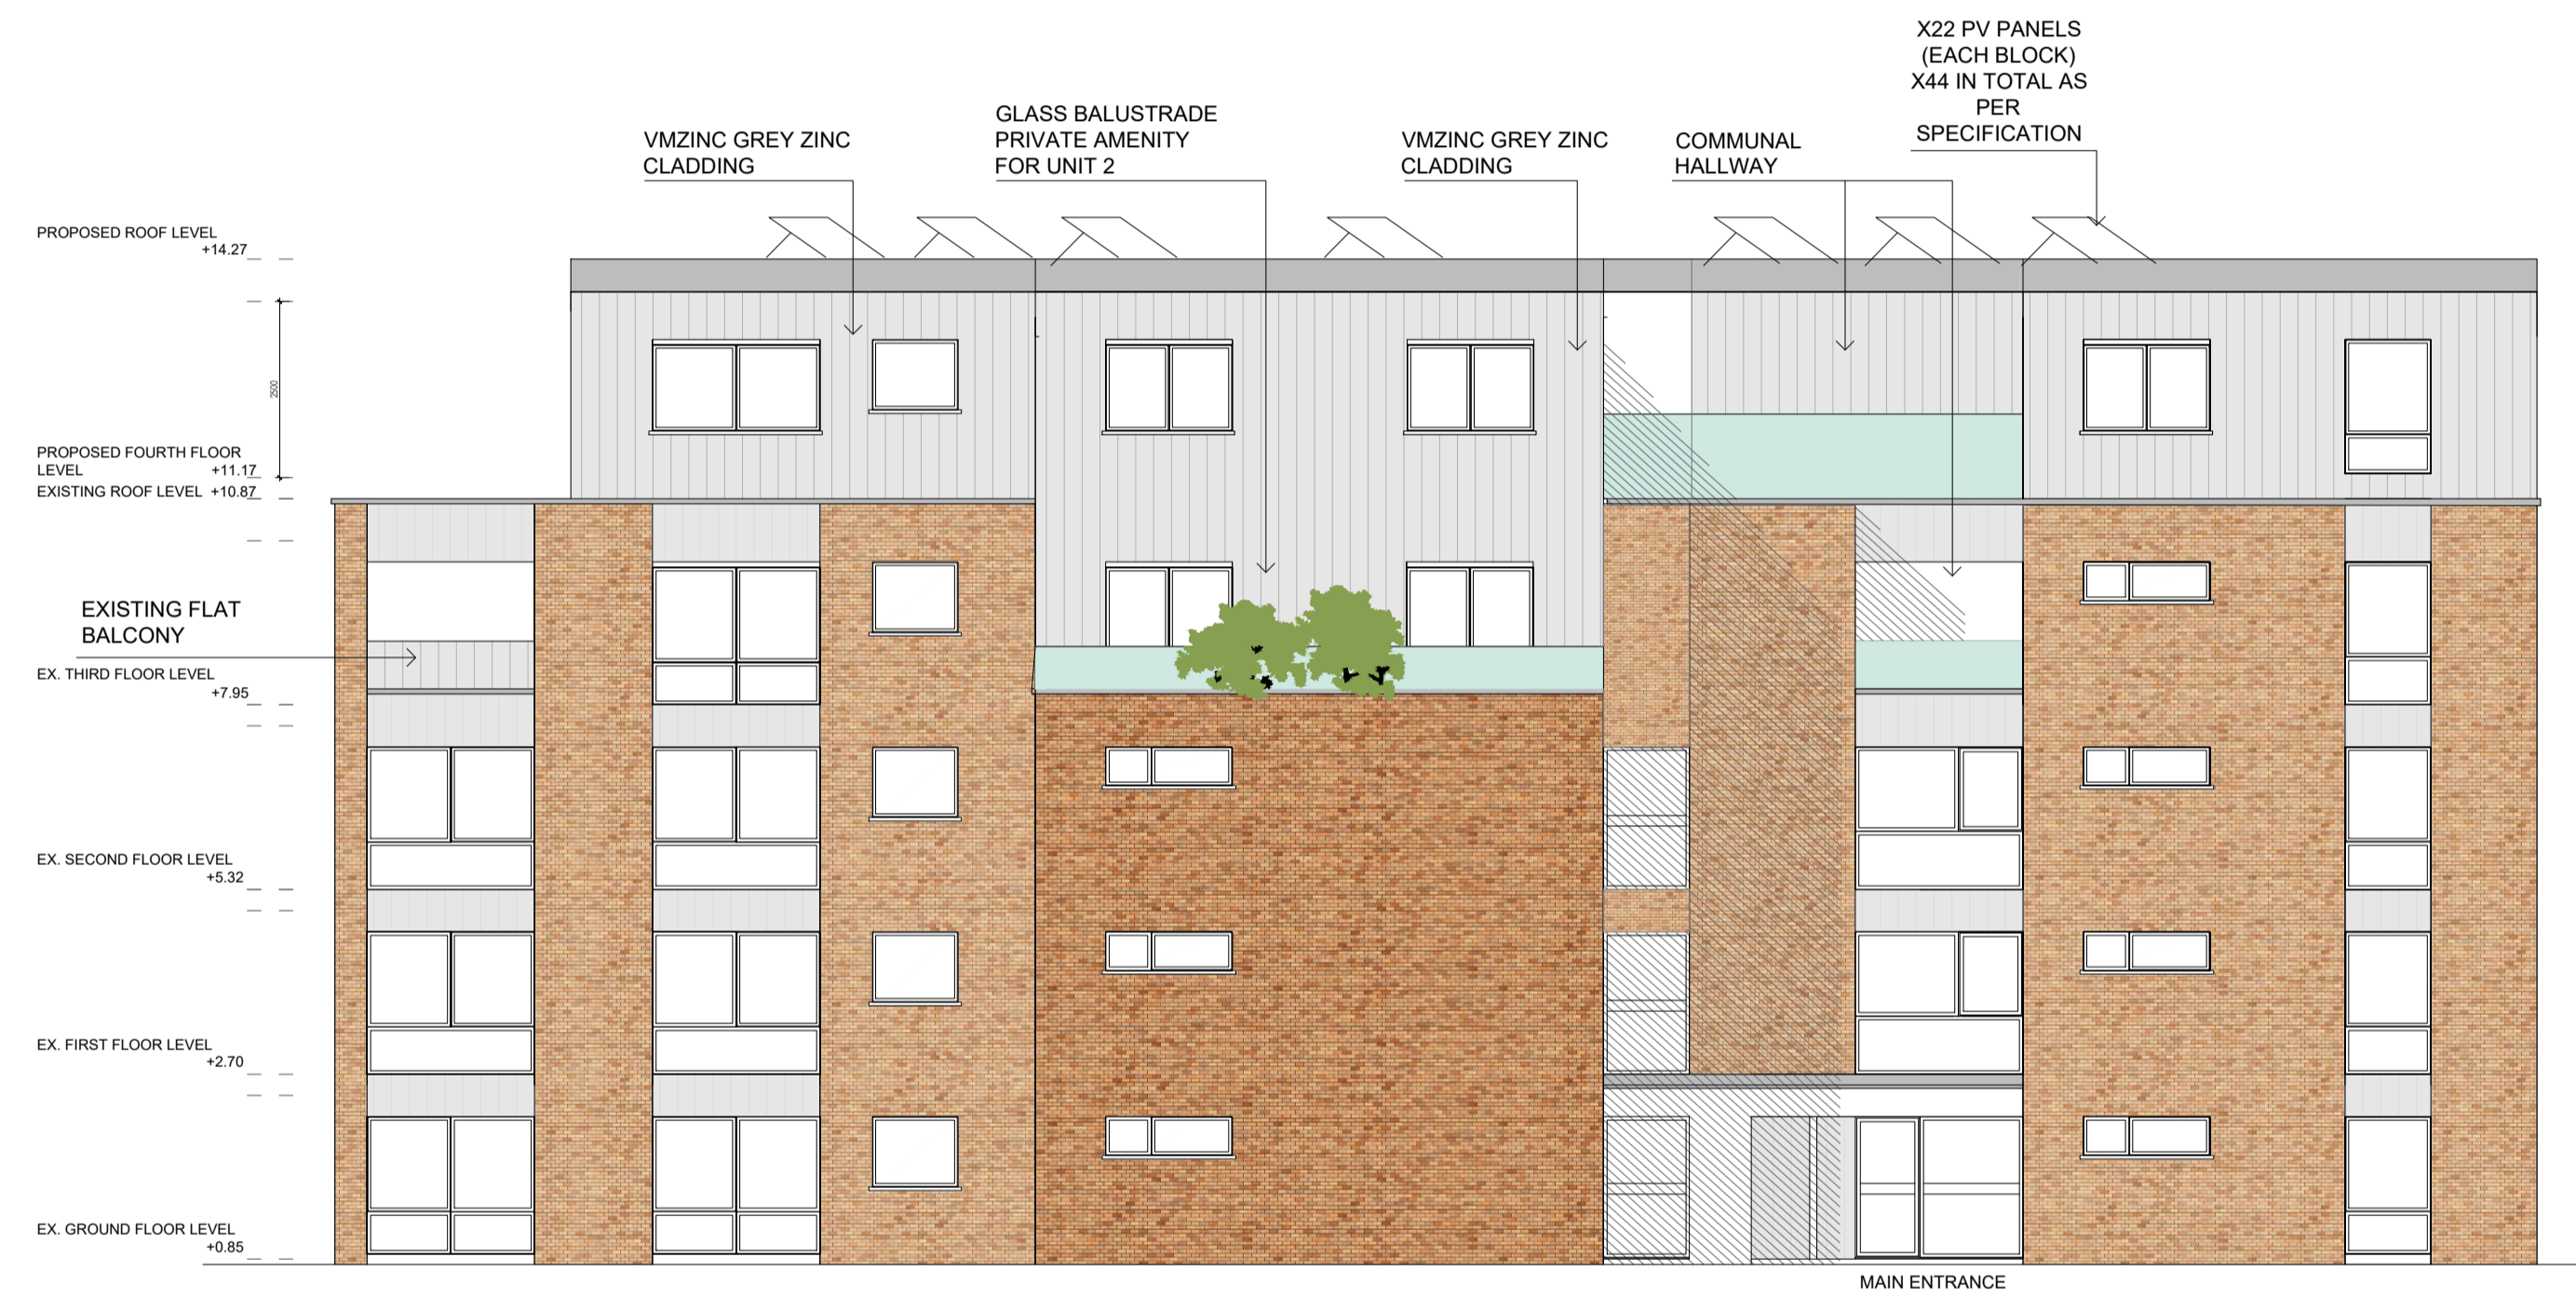 X22 PV PANELS
(EACH BLOCK)
X44 IN TOTAL AS
PER
SPECIFICATION
GLASS BALUSTRADE
PRIVATE AMENITY
FOR UNIT 2
VMZINC GREY ZINC
CLADDING
VMZINC GREY ZINC
CLADDING
COMMUNAL
HALLWAY
PROPOSED ROOF LEVEL
+14.27
2500
PROPOSED FOURTH FLOOR
LEVEL +11.17
EXISTING ROOF LEVEL +10.87
EXISTING FLAT
BALCONY
EX. THIRD FLOOR LEVEL
+7.95
EX. SECOND FLOOR LEVEL
+5.32
EX. FIRST FLOOR LEVEL
+2.70
EX. GROUND FLOOR LEVEL
+0.85
MAIN ENTRANCE